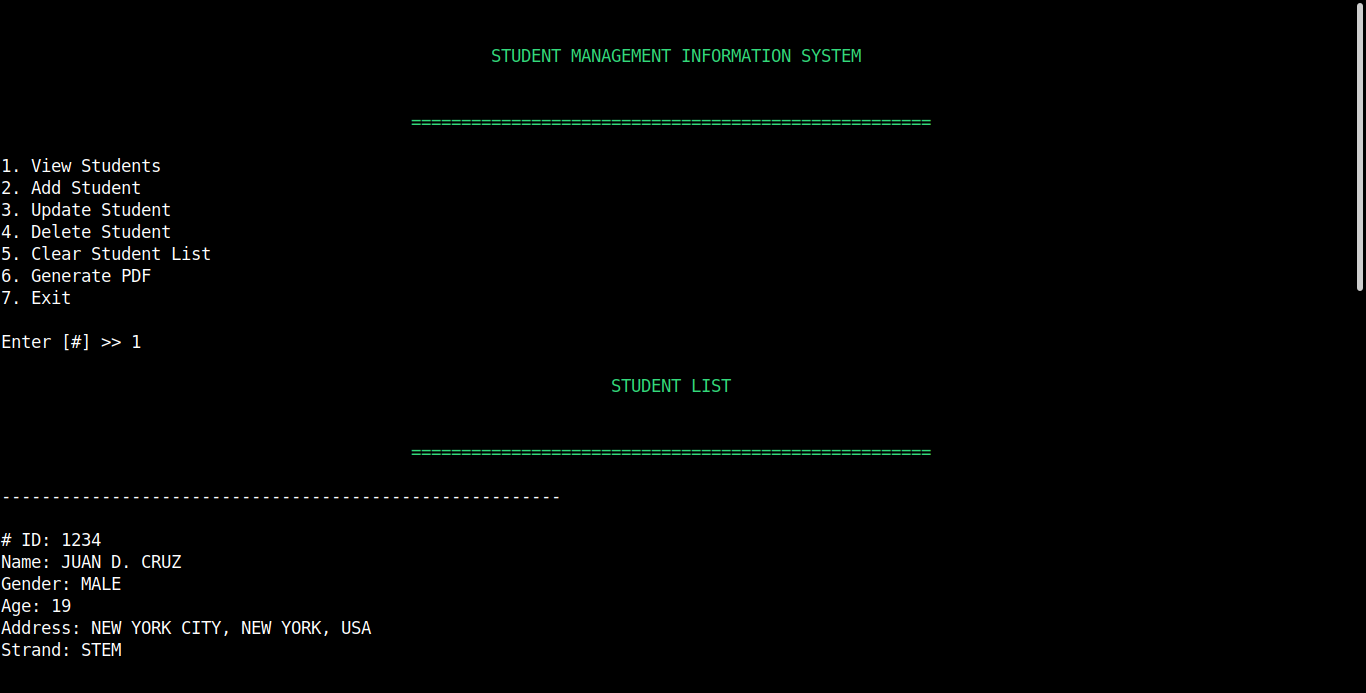 STUDENT MANAGEMENT INFORMATION SYSTEM
====================================================
1. View Students
2. Add Student
3. Update Student
4. Delete Student
5. Clear Student List
6. Generate PDF
7. Exit
Enter [#] >> 1
STUDENT LIST
====================================================
--------------------------------------------------------
# ID: 1234
Name: JUAN D. CRUZ
Gender: MALE
Age: 19
Address: NEW YORK CITY, NEW YORK, USA
Strand: STEM